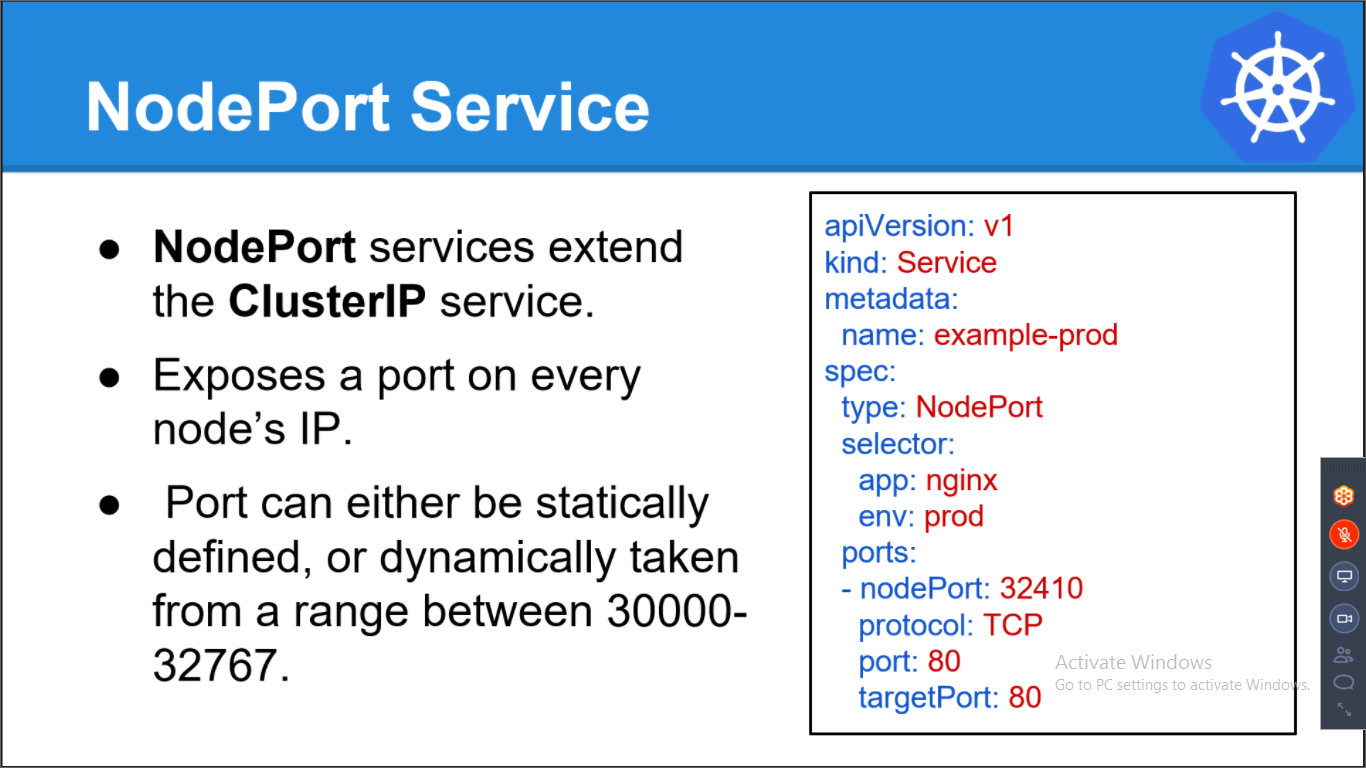 NodePort Service
● NodePort services extend
the ClusterIP service.
● Exposes a port on every
node's IP.
● Port can either be statically
defined, or dynamically taken
from a range between 30000-
32767.
apiVersion: v1
kind: Service
metadata:
  name: example-prod
spec:
  type: NodePort
  selector:
    app: nginx
    env: prod
  ports:
  - nodePort: 32410
    protocol: TCP
    port: 80
    targetPort: 80
Activate Windows
Go to PC settings to activate Windows.